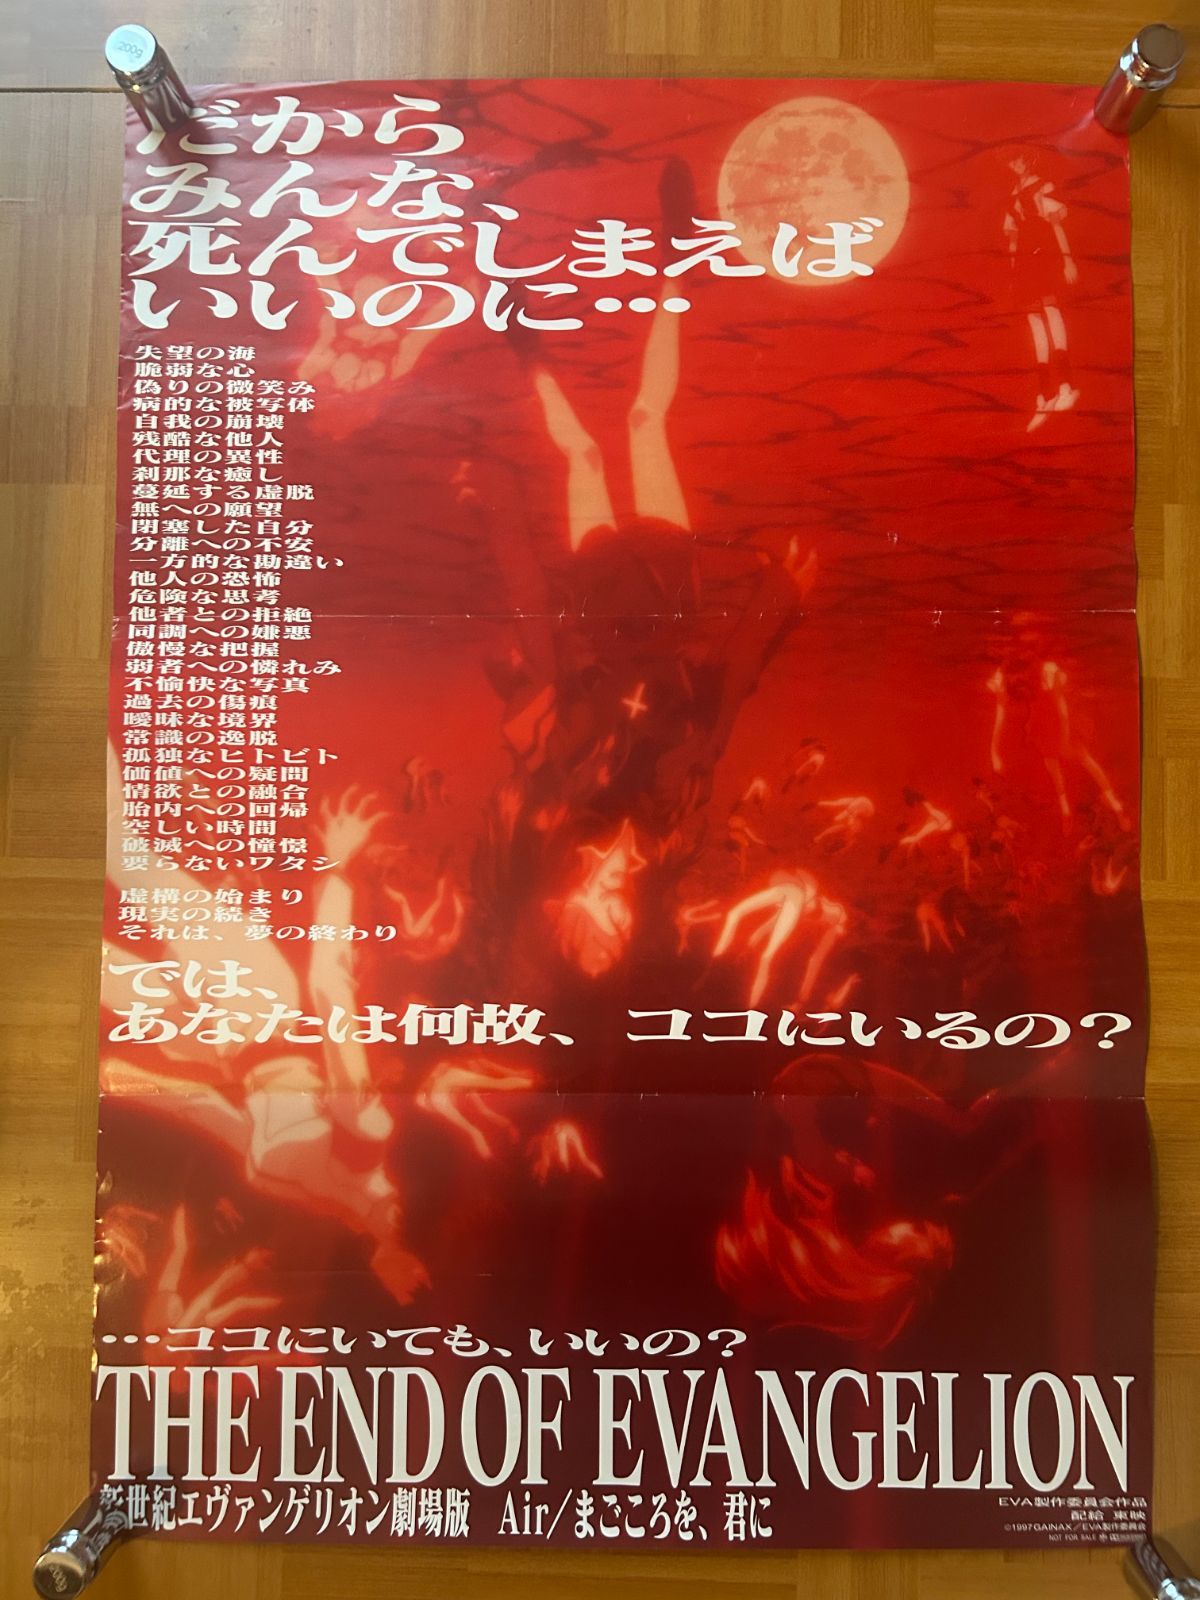 200g
だから
みんな、
死んでしまえば
いいのに…
失望の海
脆弱な心
偽りの微笑み
病的な被写体
自我の崩壊
残酷な他人
代理の異性
刹那な癒し
蔓延する虚脱
無への願望
閉塞した自分
分離への不安
一方的な勘違い
他人の恐怖
危険な思考
他者との拒絶
同調への嫌悪
傲慢な把握
弱者への憐れみ
不愉快な写真
過去の傷痕
曖昧な境界
常識の逸脱
孤独なヒトビト
価値への疑問
情欲との融合
胎内への回帰
空しい時間
破滅への憧憬
要らないワタシ
虚構の始まり
現実の続き
それは、夢の終わり
では、
あなたは何故、ココにいるの?
…ココにいても、いいの?
THE END OF EVANGELION
新世紀エヴァンゲリオン劇場版 Air/まごころを、君に
EVA製作委員会作品
配給 東映
©1997 GAINAX/EVA製作委員会
NOT FOR SALE
200g